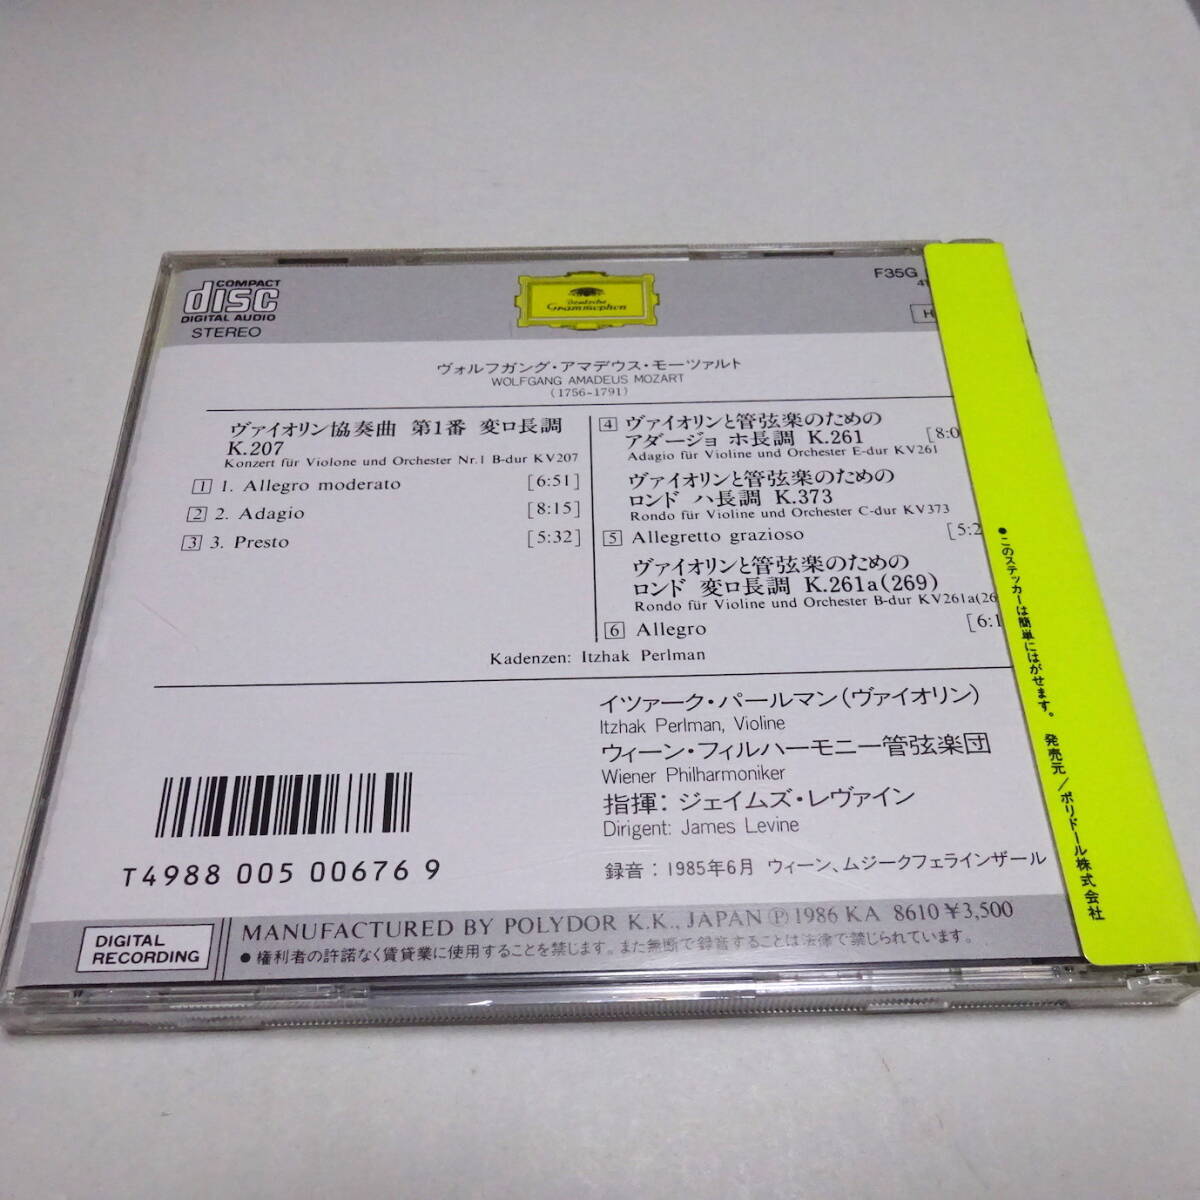 COMPACT
disc
DIGITAL AUDIO
STEREO
Deutsche
Grammophon
F35G
ヴォルフガング・アマデウス・モーツァルト
WOLFGANG AMADEUS MOZART
(1756-1791)
ヴァイオリン協奏曲 第1番 変ロ長調
K.207
Konzert für Violone und Orchester Nr.1 B-dur KV207
1 1. Allegro moderato [6:51]
2 2. Adagio [8:15]
3 3. Presto [5:32]
4 ヴァイオリンと管弦楽のための
アダージョ ホ長調 K.261
Adagio für Violine und Orchester E-dur KV261
ヴァイオリンと管弦楽のための
ロンド ハ長調 K.373
Rondo für Violine und Orchester C-dur KV373
5 Allegretto grazioso
ヴァイオリンと管弦楽のための
ロンド 変ロ長調 K.261a(269)
Rondo für Violine und Orchester B-dur
6 Allegro
Kadenzen: Itzhak Perlman
イツァーク・パールマン(ヴァイオリン)
Itzhak Perlman, Violine
ウィーン・フィルハーモニー管弦楽団
Wiener Philharmoniker
指揮: ジェイムズ・レヴァイン
Dirigent: James Levine
録音：1985年6月 ウィーン、ムジークフェラインザール
T4988 005 00676 9
DIGITAL
RECORDING
MANUFACTURED BY POLYDOR K.K., JAPAN Ⓟ 1986 KA 8610 ¥3,500
●権利者の許諾なく賃貸業に使用することを禁じます。また無断で録音することは法律で禁じられています。
●このステッカーは簡単にはがせます。 発売元/ポリドール株式会社